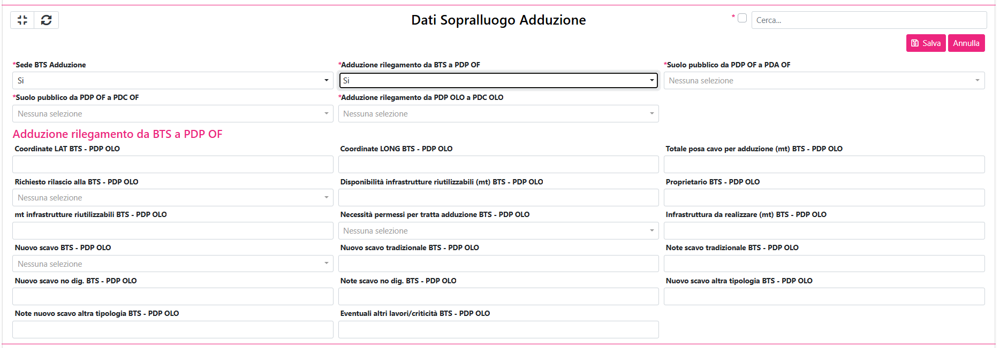 Dati Sopralluogo Adduzione
* Cerca...
Salva Annulla
*Sede BTS Adduzione *Adduzione rilegamento da BTS a PDP OF *Suolo pubblico da PDP OF a PDA OF
Si Si Nessuna selezione
*Suolo pubblico da PDP OF a PDC OF *Adduzione rilegamento da PDP OLO a PDC OLO
Nessuna selezione Nessuna selezione
Adduzione rilegamento da BTS a PDP OF
Coordinate LAT BTS - PDP OLO Coordinate LONG BTS - PDP OLO Totale posa cavo per adduzione (mt) BTS - PDP OLO
Richiesto rilascio alla BTS - PDP OLO Disponibilità infrastrutture riutilizzabili (mt) BTS - PDP OLO Proprietario BTS - PDP OLO
Nessuna selezione
mt infrastrutture riutilizzabili BTS - PDP OLO Necessità permessi per tratta adduzione BTS - PDP OLO Infrastruttura da realizzare (mt) BTS - PDP OLO
Nessuna selezione
Nuovo scavo BTS - PDP OLO Nuovo scavo tradizionale BTS - PDP OLO Note scavo tradizionale BTS - PDP OLO
Nessuna selezione
Nuovo scavo no dig. BTS - PDP OLO Note scavo no dig. BTS - PDP OLO Nuovo scavo altra tipologia BTS - PDP OLO
Note nuovo scavo altra tipologia BTS - PDP OLO Eventuali altri lavori/criticità BTS - PDP OLO